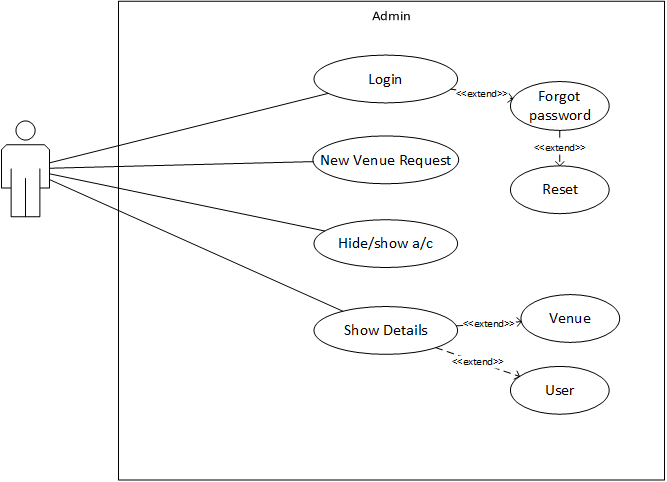 Admin
Login
<<extend>>
Forgot
password
<<extend>>
New Venue Request
Reset
Hide/show a/c
Show Details
<<extend>>
Venue
<<extend>>
User